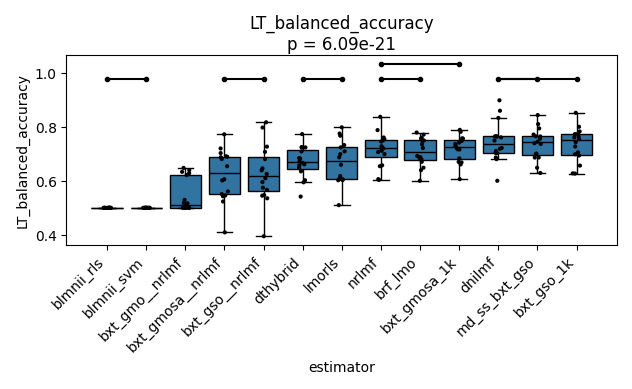 LT_balanced_accuracy
p = 6.09e-21
LT_balanced_accuracy
1.0
0.8
0.6
0.4
blmnii_rls
blmnii_svm
bxt_gmo__nrlmf
bxt_gmosa__nrlmf
bxt_gso__nrlmf
dthybrid
lmorls
nrlmf
brf_lmo
bxt_gmosa_1k
dnilmf
md_ss_bxt_gso
bxt_gso_1k
estimator